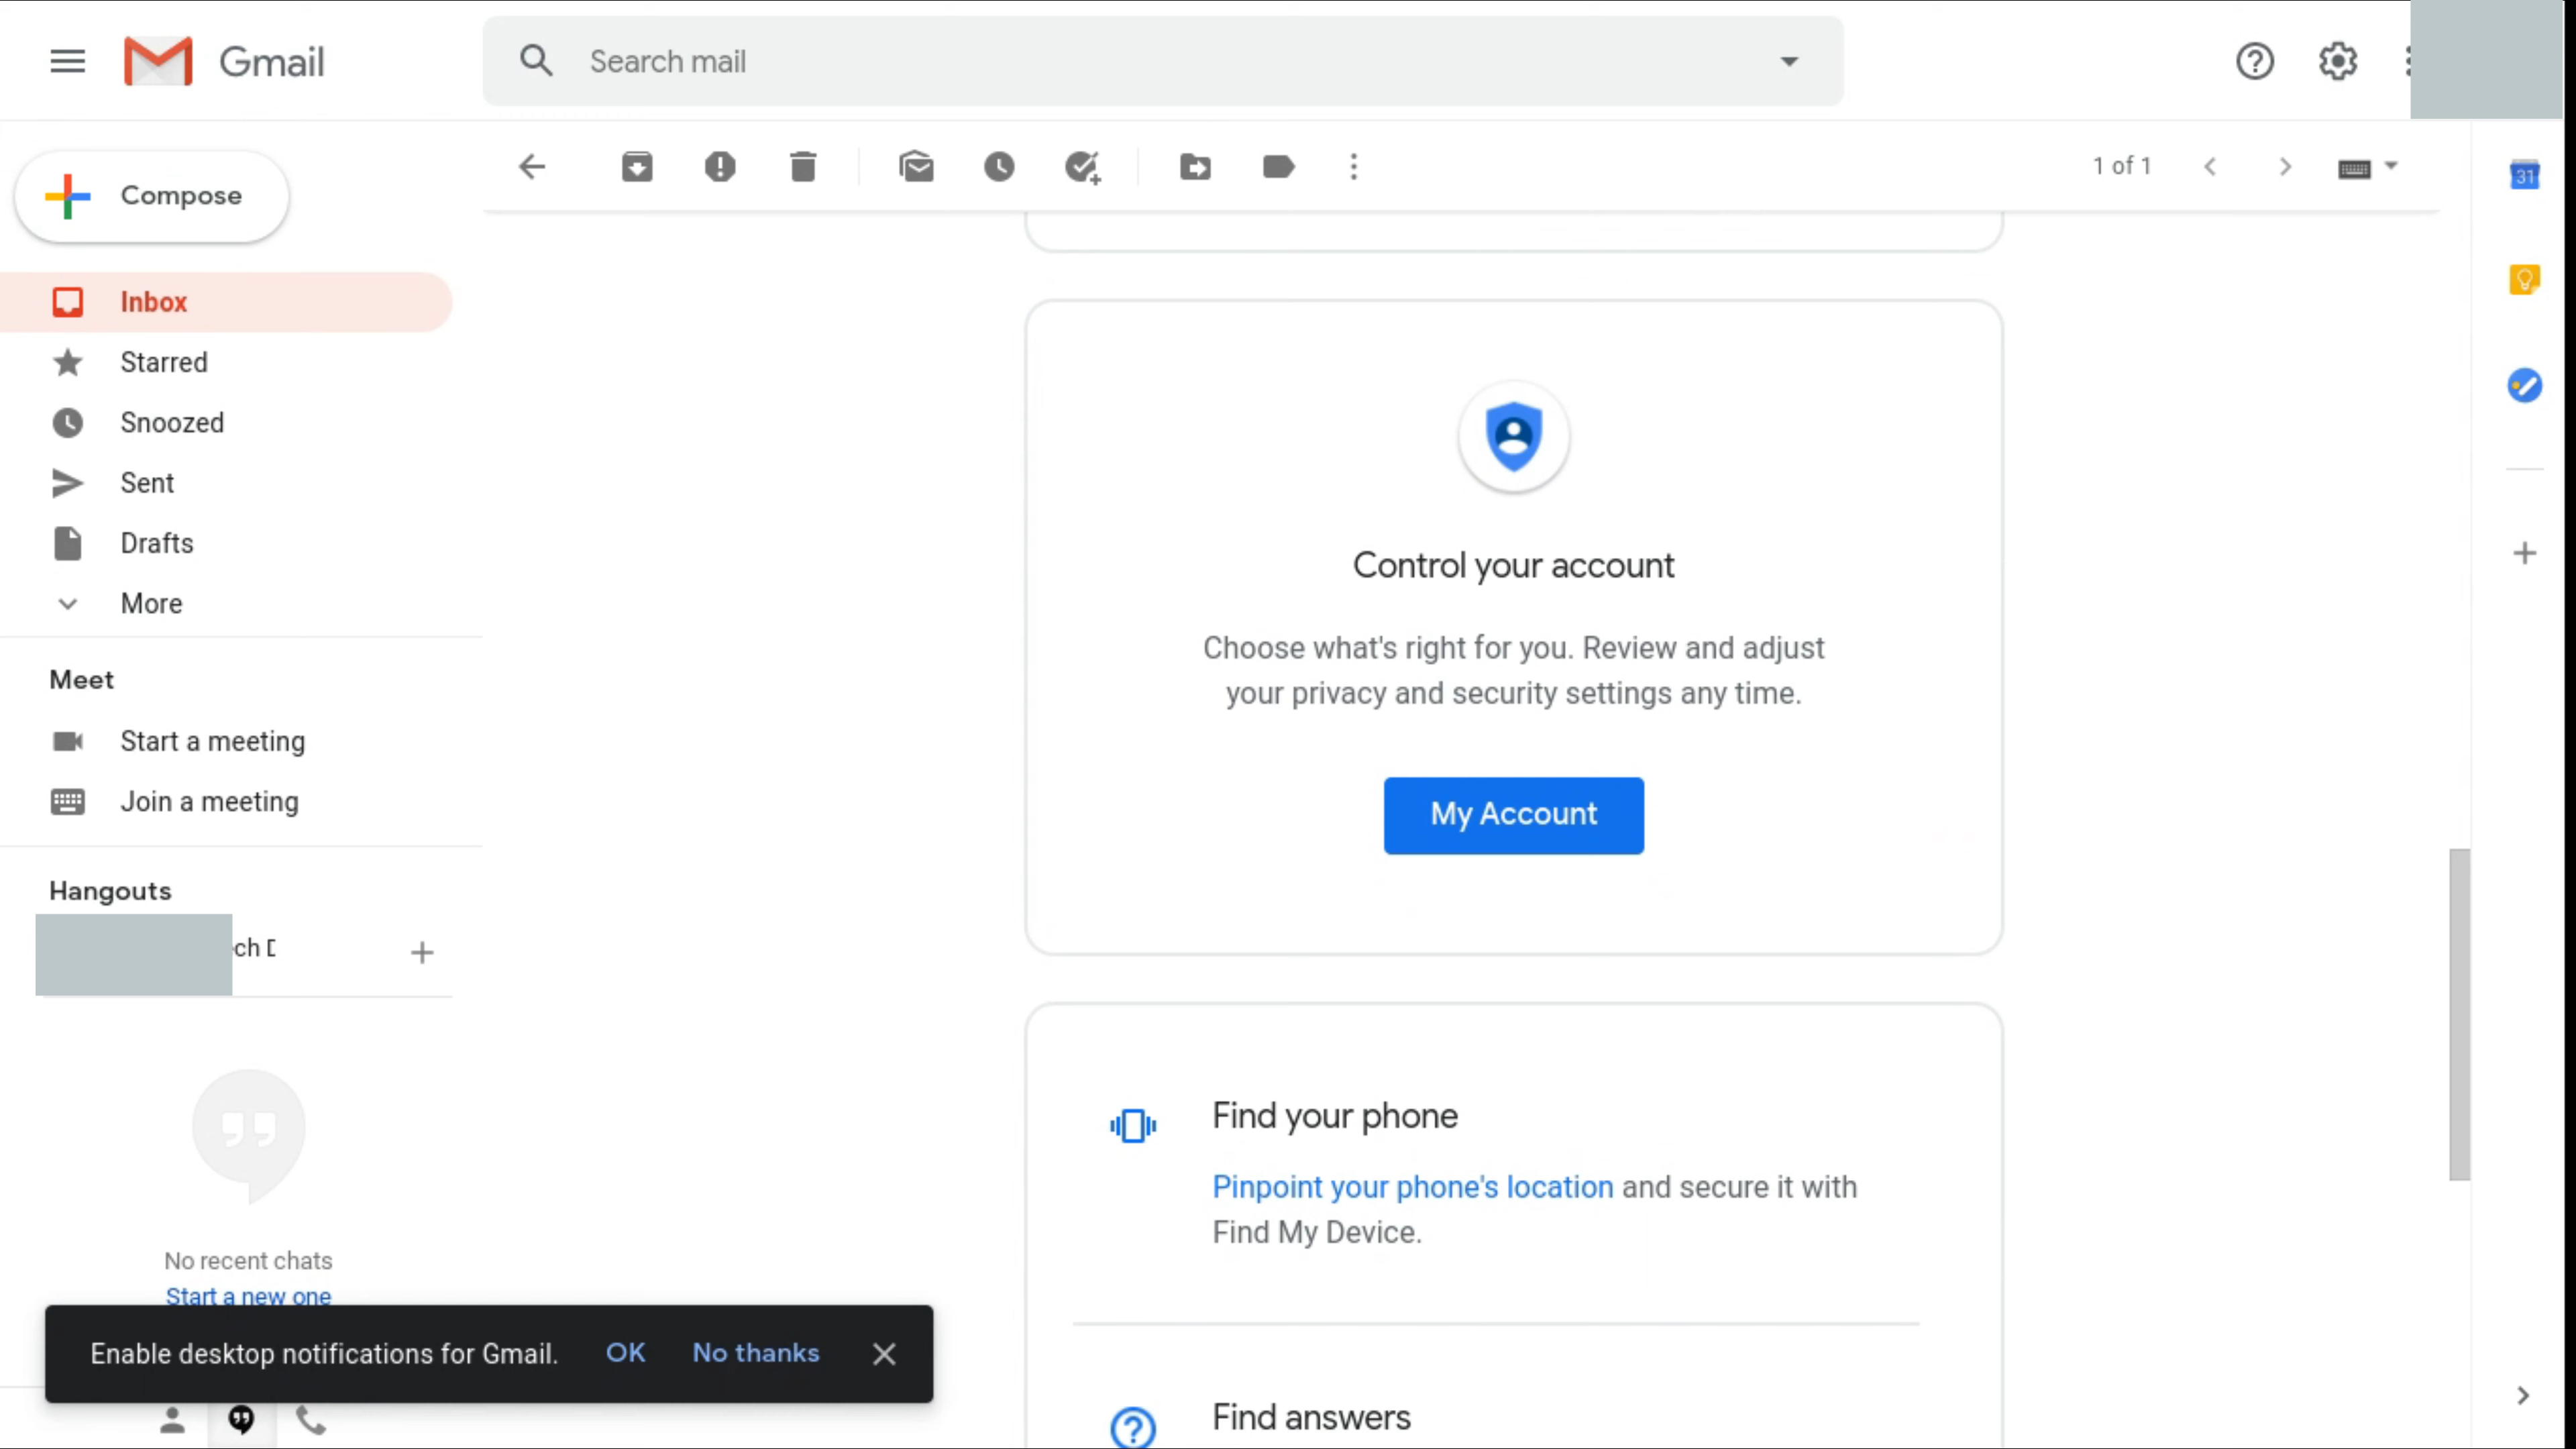 Gmail
Search mail
Compose
1 of 1
31
Inbox
Starred
Snoozed
Sent
Drafts
More
Meet
Start a meeting
Join a meeting
Hangouts
No recent chats
Start a new one
Control your account
Choose what's right for you. Review and adjust
your privacy and security settings any time.
My Account
Find your phone
Pinpoint your phone's location and secure it with
Find My Device.
Find answers
Enable desktop notifications for Gmail. OK No thanks